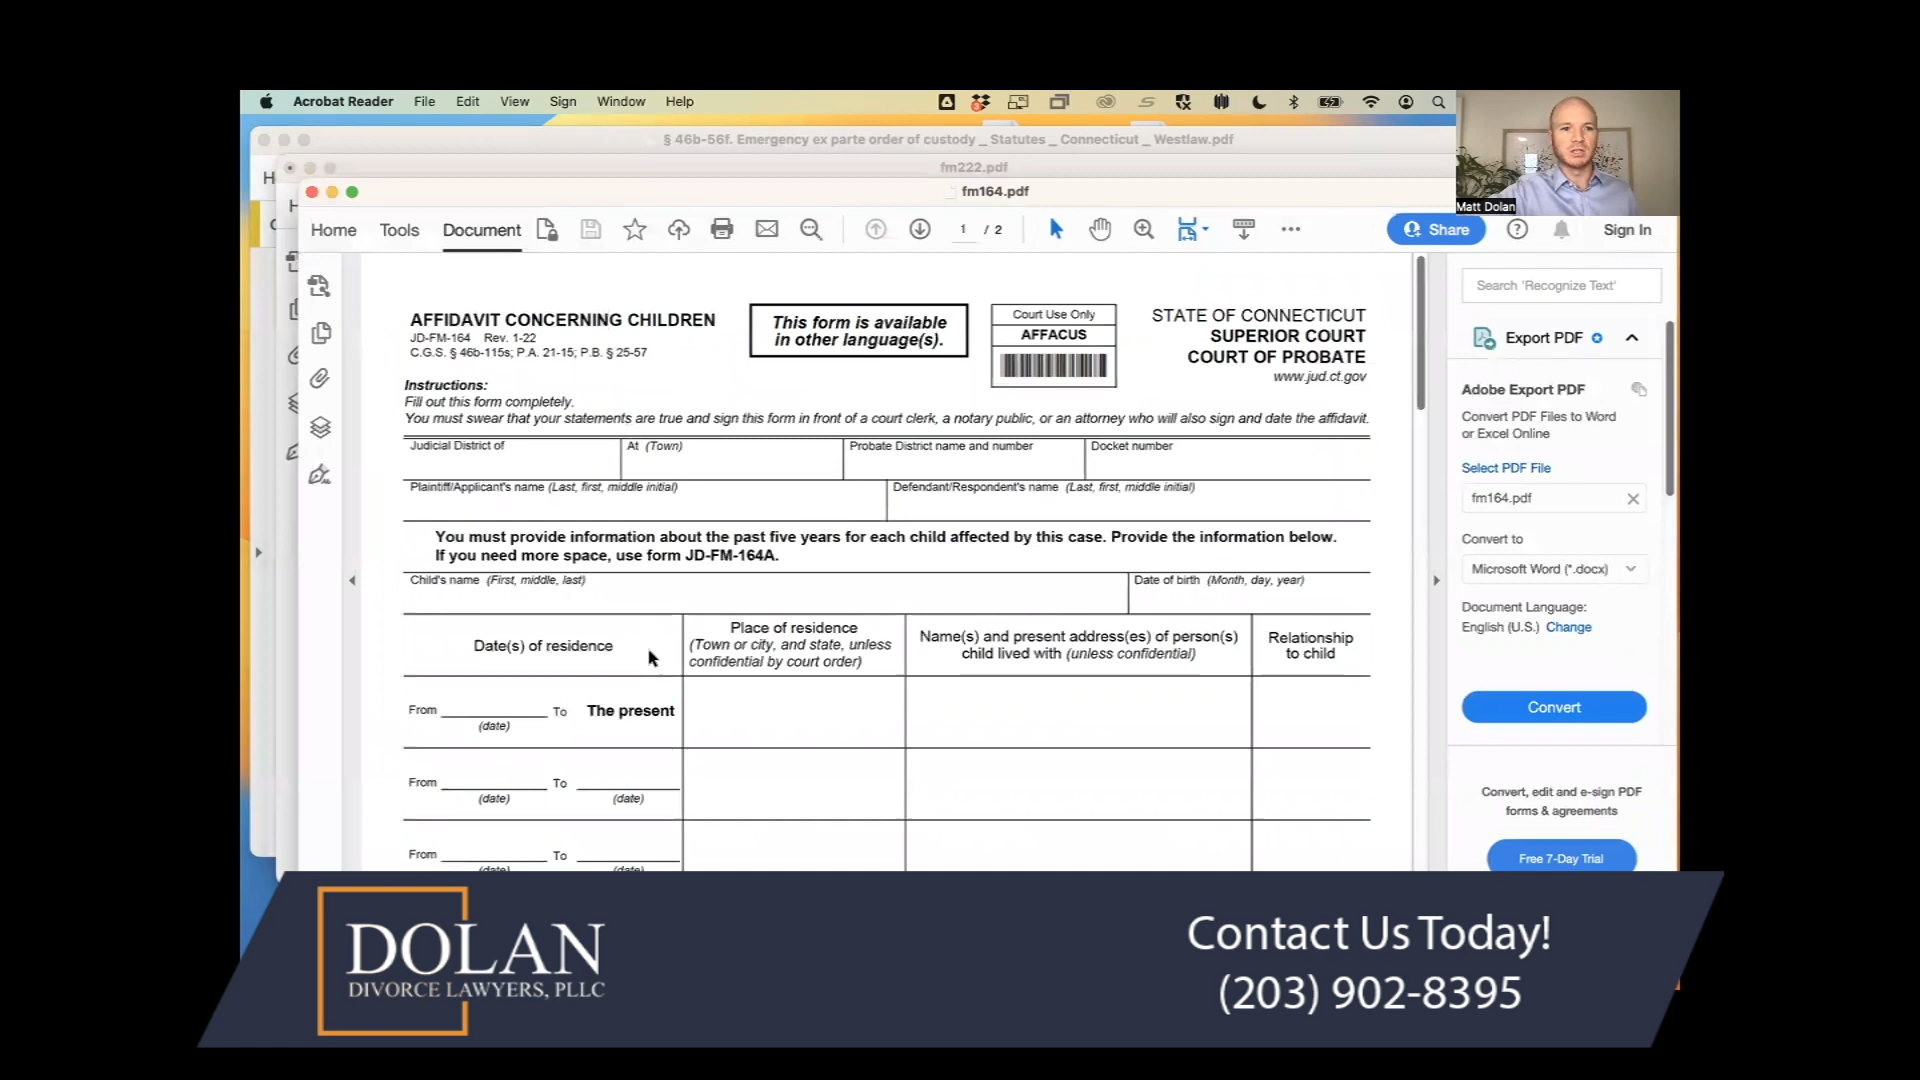 Acrobat Reader File Edit View Sign Window Help
§ 46b-56f. Emergency ex parte order of custody _ Statutes _ Connecticut _ Westlaw.pdf
fm222.pdf
fm164.pdf
Matt Dolan
Home Tools Document 1 / 2 Share Sign In
AFFIDAVIT CONCERNING CHILDREN
JD-FM-164 Rev. 1-22
C.G.S. § 46b-115s; P.A. 21-15; P.B. § 25-57
This form is available
in other language(s).
Court Use Only
AFFACUS
STATE OF CONNECTICUT
SUPERIOR COURT
COURT OF PROBATE
www.jud.ct.gov
Instructions:
Fill out this form completely.
You must swear that your statements are true and sign this form in front of a court clerk, a notary public, or an attorney who will also sign and date the affidavit.
Judicial District of At (Town) Probate District name and number Docket number
Plaintiff/Applicant's name (Last, first, middle initial) Defendant/Respondent's name (Last, first, middle initial)
You must provide information about the past five years for each child affected by this case. Provide the information below.
If you need more space, use form JD-FM-164A.
Child's name (First, middle, last) Date of birth (Month, day, year)
Date(s) of residence
Place of residence
(Town or city, and state, unless
confidential by court order)
Name(s) and present address(es) of person(s)
child lived with (unless confidential)
Relationship
to child
From To The present
(date)
From To
(date) (date)
From To
(date) (date)
Search 'Recognize Text'
Export PDF
Adobe Export PDF
Convert PDF Files to Word
or Excel Online
Select PDF File
fm164.pdf
Convert to
Microsoft Word (*.docx)
Document Language:
English (U.S.) Change
Convert
Convert, edit and e-sign PDF
forms & agreements
Free 7-Day Trial
DOLAN
DIVORCE LAWYERS, PLLC
Contact Us Today!
(203) 902-8395